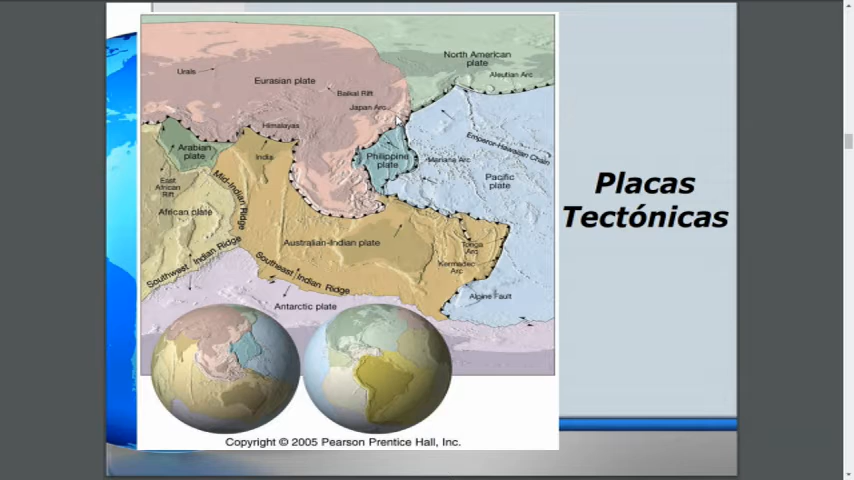 North American
plate
Aleutian Arc
Urals
Eurasian plate
Baikal Rift
Japan Arc
Himalayas
Emperor-Hawaiian Chain
Arabian
plate
India
Philippine
plate
Mariana Arc
Pacific
plate
East
African
Rift
Mid-Indian Ridge
African plate
Australian-Indian plate
Tonga
Arc
Kermadec
Arc
Southwest Indian Ridge
Southeast Indian Ridge
Alpine Fault
Antarctic plate
Copyright © 2005 Pearson Prentice Hall, Inc.
Placas
Tectónicas